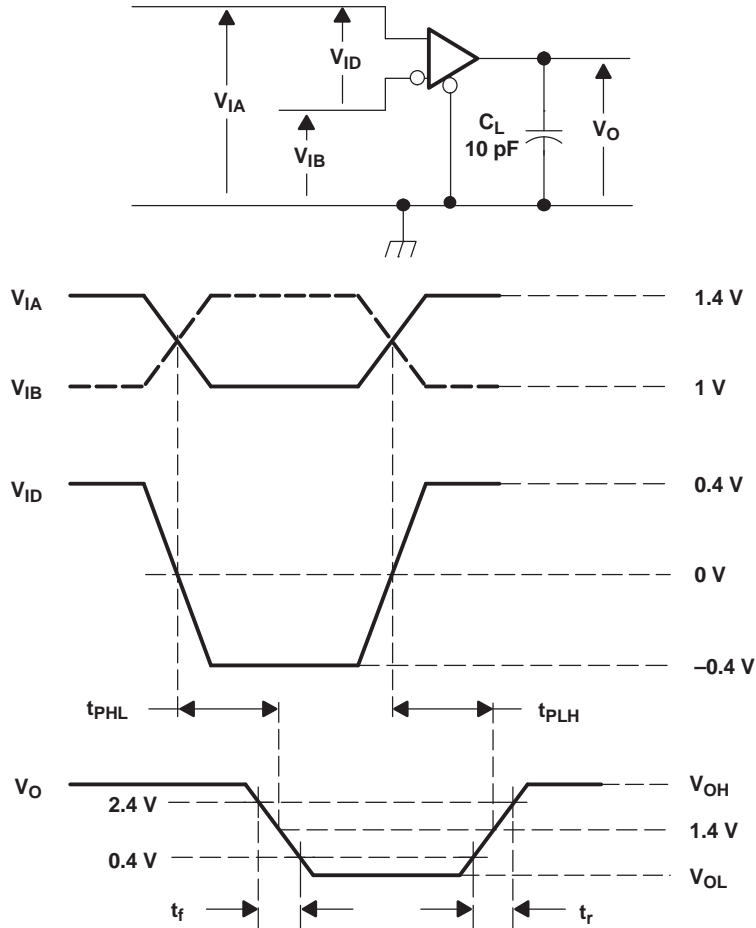 V_ID
V_IA
V_IB
C_L
10 pF
V_O
V_IA
1.4 V
V_IB
1 V
V_ID
0.4 V
0 V
–0.4 V
t_PHL
t_PLH
V_O
V_OH
2.4 V
1.4 V
0.4 V
V_OL
t_f
t_r